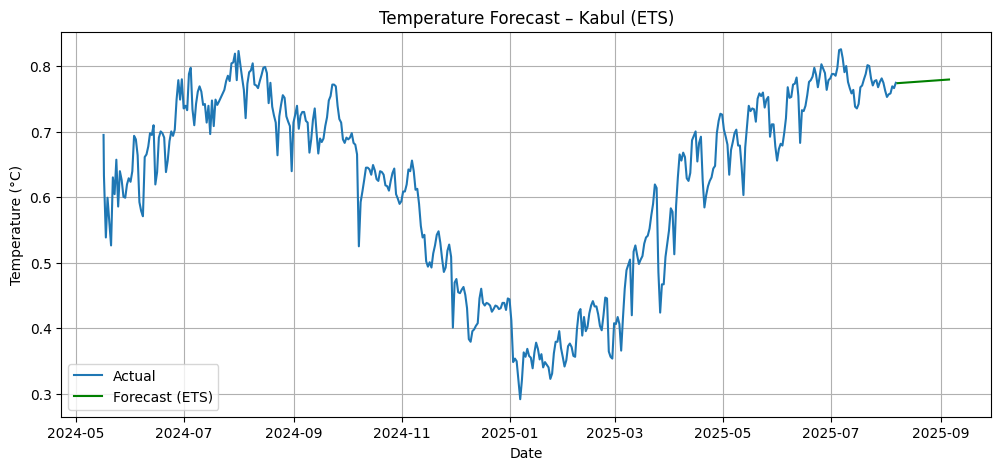 Temperature Forecast – Kabul (ETS)
Temperature (°C)
0.8
0.7
0.6
0.5
0.4
0.3
Actual
Forecast (ETS)
2024-05 2024-07 2024-09 2024-11 2025-01 2025-03 2025-05 2025-07 2025-09
Date